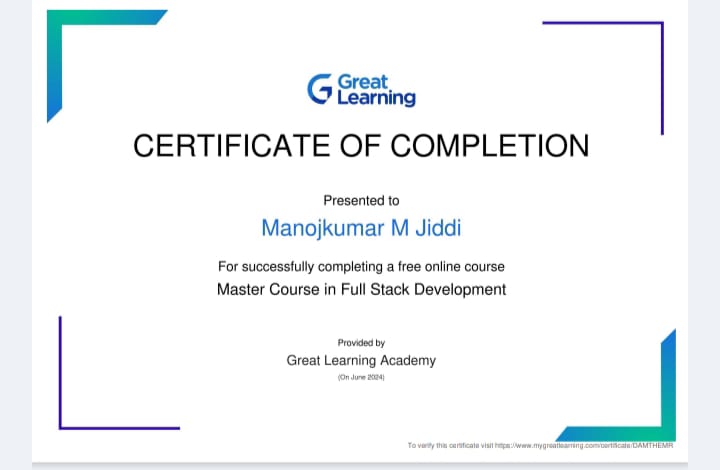 Great
Learning
CERTIFICATE OF COMPLETION
Presented to
Manojkumar M Jiddi
For successfully completing a free online course
Master Course in Full Stack Development
Provided by
Great Learning Academy
(On June 2024)
To verify this certificate visit https://www.mygreatlearning.com/certificate/DAMTHEMR